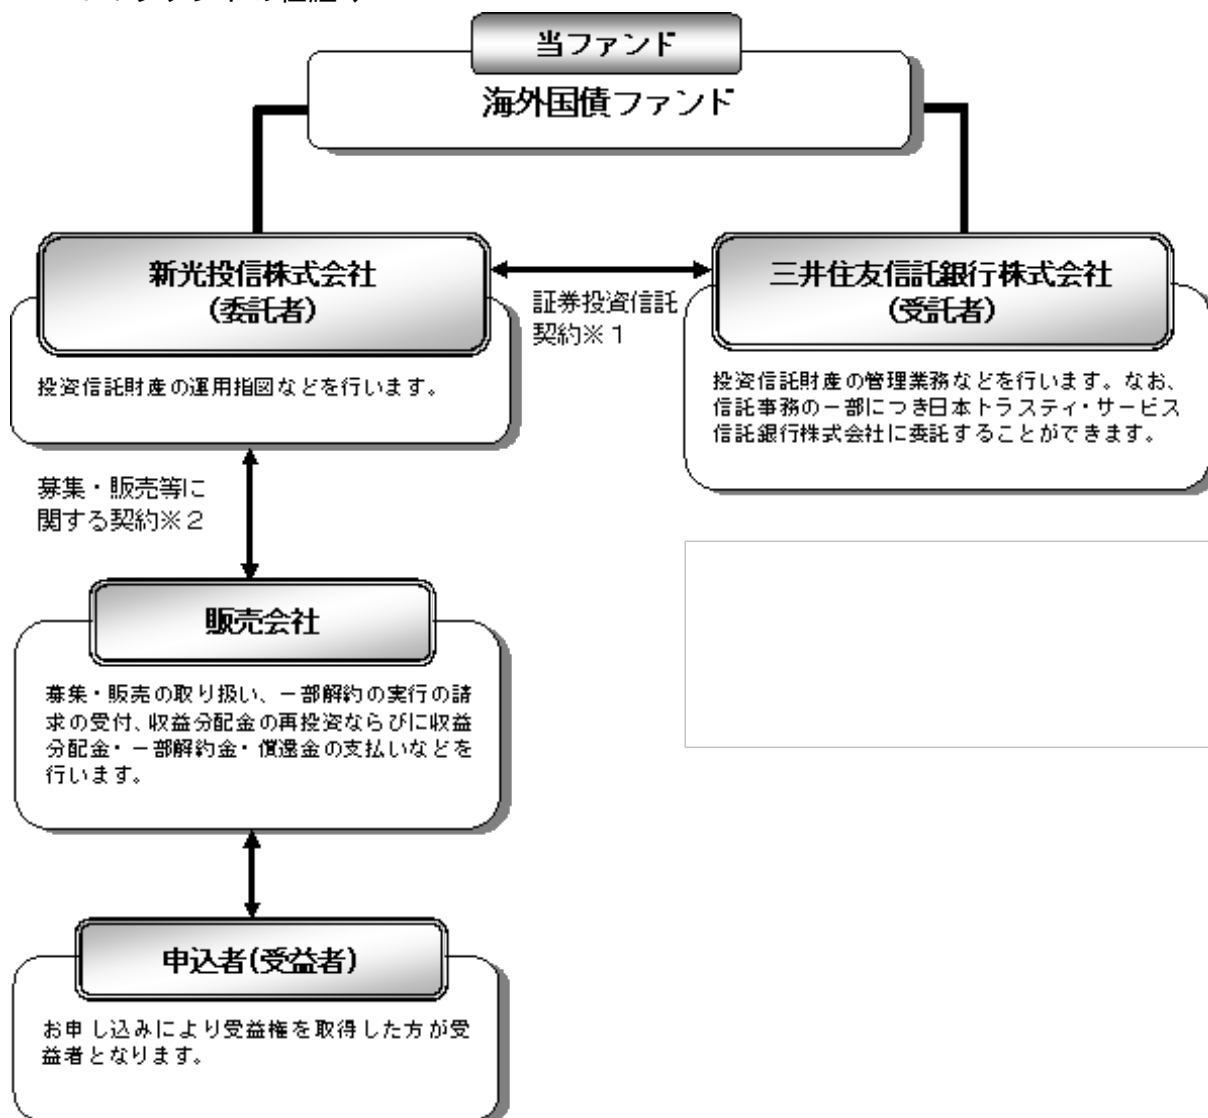 当ファンド
海外国債ファンド
新光投信株式会社
(委託者)
投資信託財産の運用指図などを行います。
証券投資信託
契約※1
三井住友信託銀行株式会社
(受託者)
投資信託財産の管理業務などを行います。なお、
信託事務の一部につき日本トラスティ・サービス
信託銀行株式会社に委託することができます。
募集・販売等に
関する契約※2
販売会社
募集・販売の取り扱い、一部解約の実行の請
求の受付、収益分配金の再投資ならびに収益
分配金・一部解約金・償還金の支払いなどを
行います。
申込者(受益者)
お申し込みにより受益権を取得した方が受
益者となります。